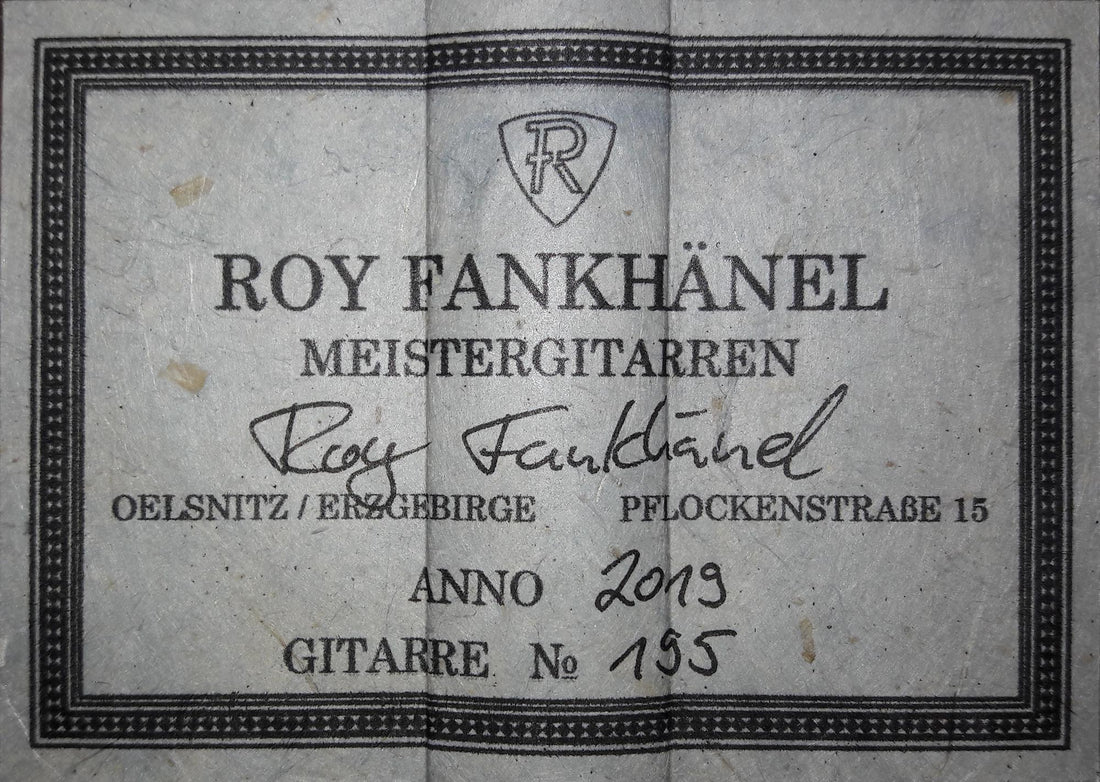 R
ROY FANKHÄNEL
MEISTERGITARREN
Roy Fankhänel
OELSNITZ / ERZGEBIRGE PFLOCKENSTRAßE 15
ANNO 2019
GITARRE No 195